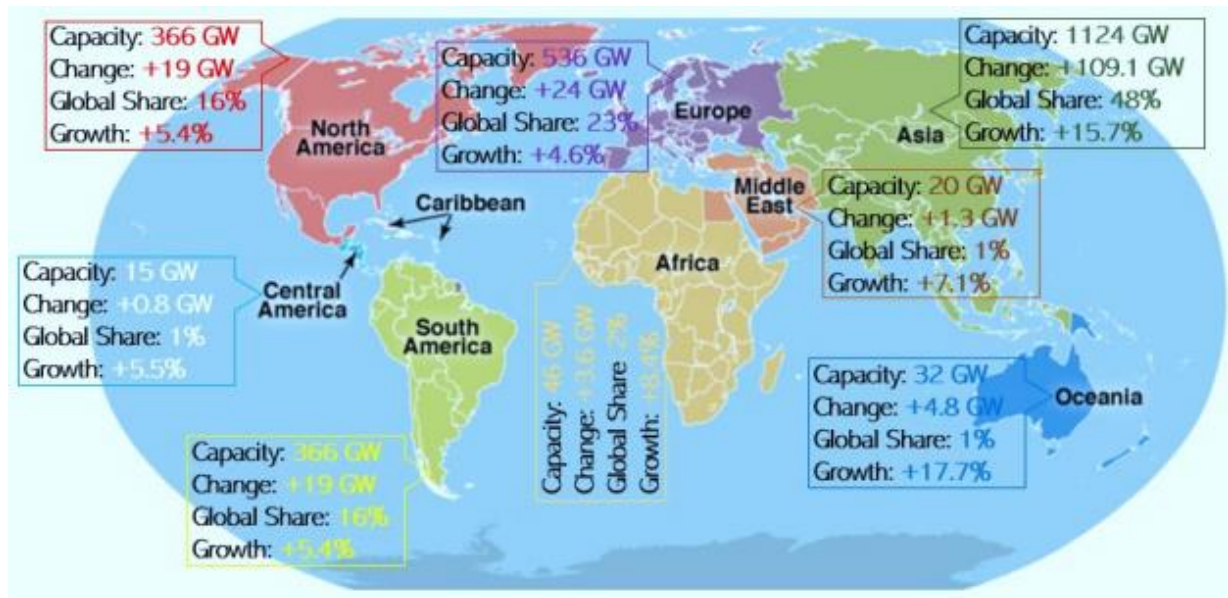 Capacity: 366 GW
Change: +19 GW
Global Share: 16%
Growth: +5.4%
North
America
Capacity: 536 GW
Change: +24 GW
Global Share: 23%
Growth: +4.6%
Europe
Capacity: 1124 GW
Change: +109.1 GW
Global Share: 48%
Growth: +15.7%
Asia
Middle
East
Capacity: 20 GW
Change: +1.3 GW
Global Share: 1%
Growth: +7.1%
Caribbean
Capacity: 15 GW
Change: +0.8 GW
Global Share: 1%
Growth: +5.5%
Central
America
Africa
Capacity: 46 GW
Change: +3.6 GW
Global Share 2%
Growth: +8.4%
South
America
Capacity: 32 GW
Change: +4.8 GW
Global Share: 1%
Growth: +17.7%
Oceania
Capacity: 366 GW
Change: +19 GW
Global Share: 16%
Growth: +5.4%